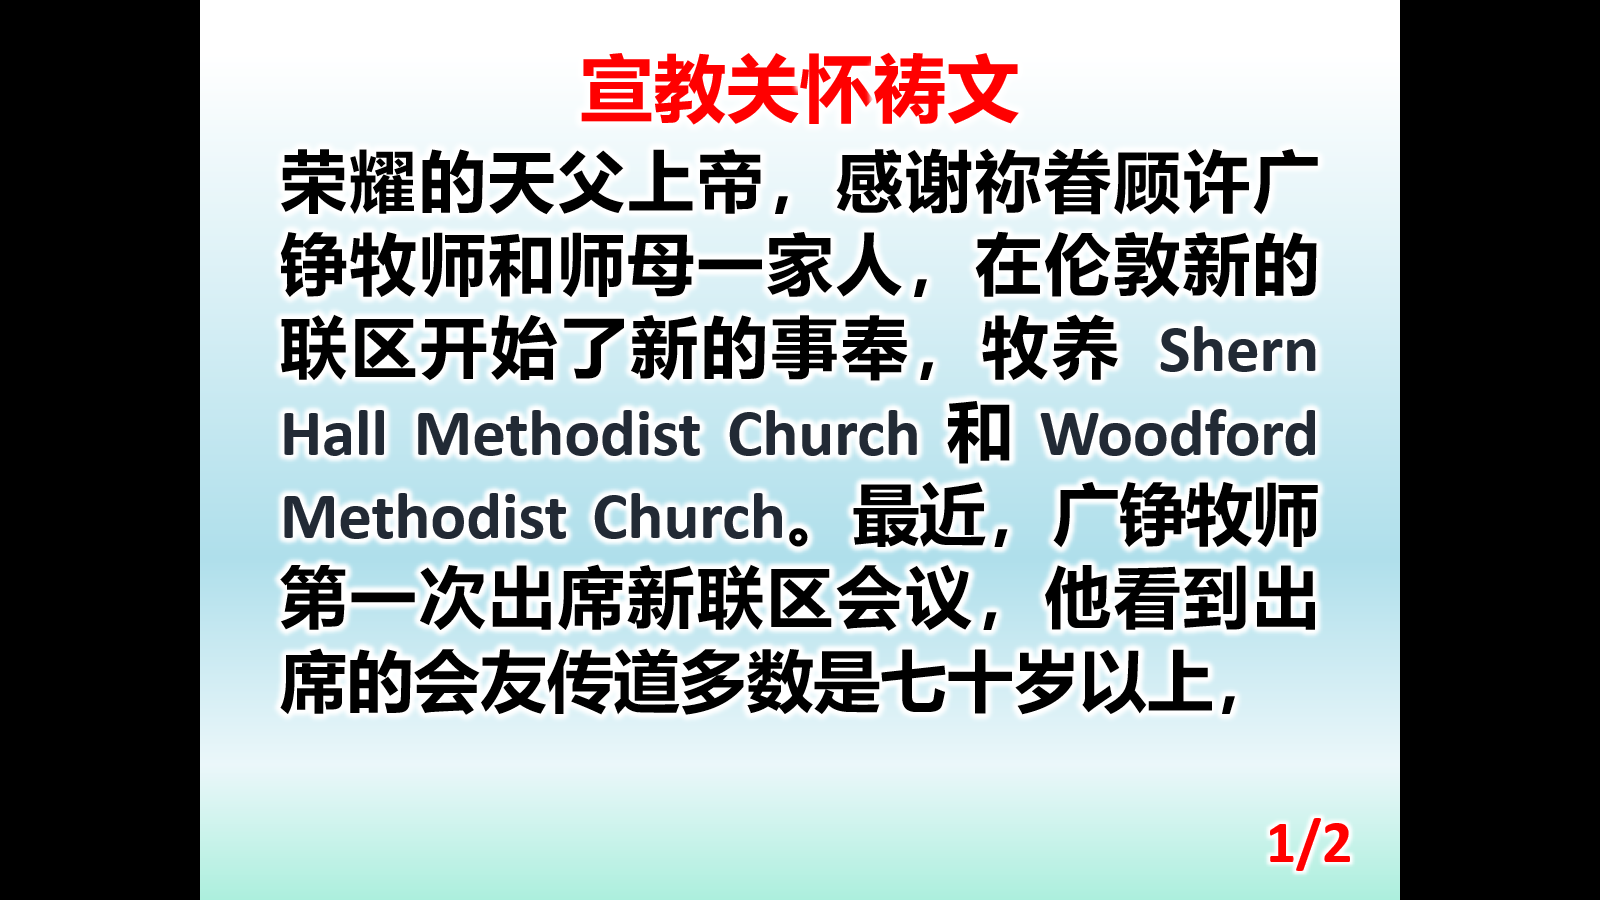 宣教关怀祷文
荣耀的天父上帝，感谢祢眷顾许广
铮牧师和师母一家人，在伦敦新的
联区开始了新的事奉，牧养 Shern
Hall Methodist Church 和 Woodford
Methodist Church。最近，广铮牧师
第一次出席新联区会议，他看到出
席的会友传道多数是七十岁以上，
1/2